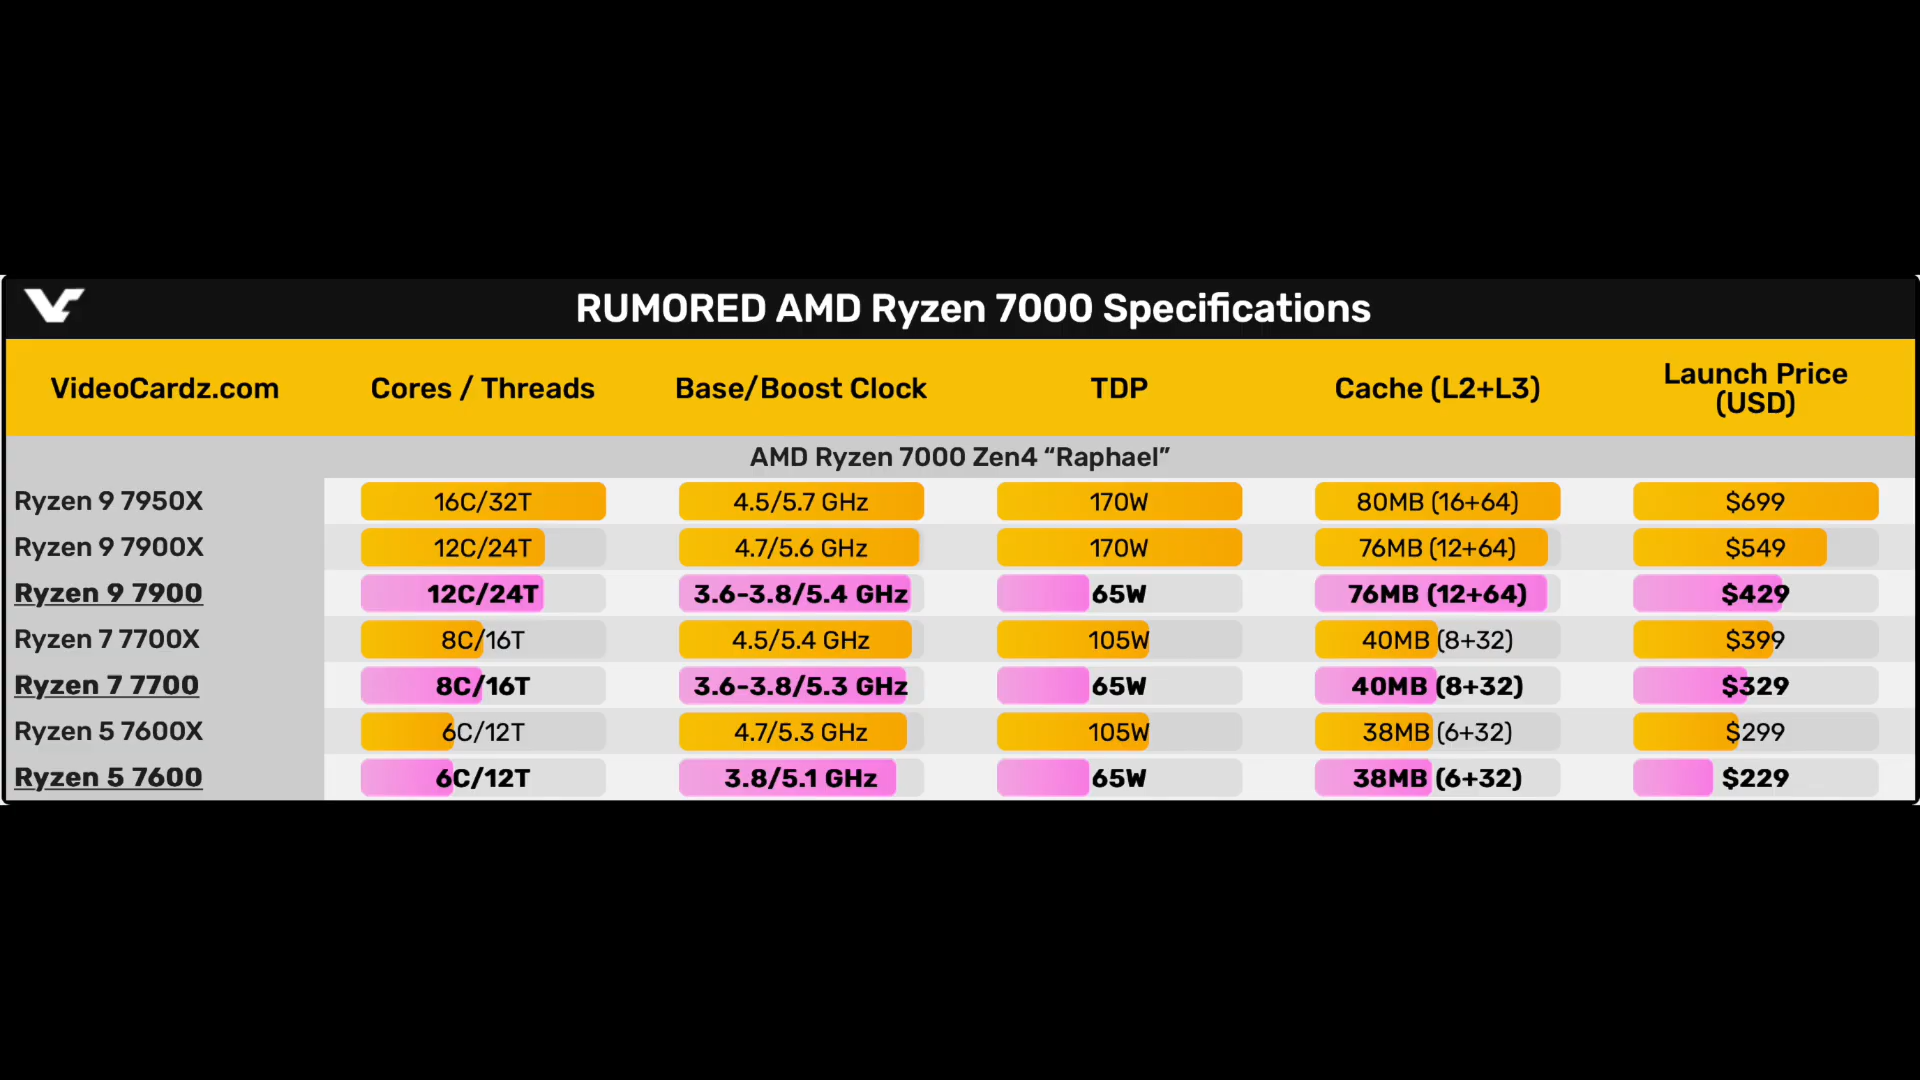 RUMORED AMD Ryzen 7000 Specifications
VideoCardz.com Cores / Threads Base/Boost Clock TDP Cache (L2+L3) Launch Price (USD)
AMD Ryzen 7000 Zen4 “Raphael”
Ryzen 9 7950X 16C/32T 4.5/5.7 GHz 170W 80MB (16+64) $699
Ryzen 9 7900X 12C/24T 4.7/5.6 GHz 170W 76MB (12+64) $549
Ryzen 9 7900 12C/24T 3.6-3.8/5.4 GHz 65W 76MB (12+64) $429
Ryzen 7 7700X 8C/16T 4.5/5.4 GHz 105W 40MB (8+32) $399
Ryzen 7 7700 8C/16T 3.6-3.8/5.3 GHz 65W 40MB (8+32) $329
Ryzen 5 7600X 6C/12T 4.7/5.3 GHz 105W 38MB (6+32) $299
Ryzen 5 7600 6C/12T 3.8/5.1 GHz 65W 38MB (6+32) $229